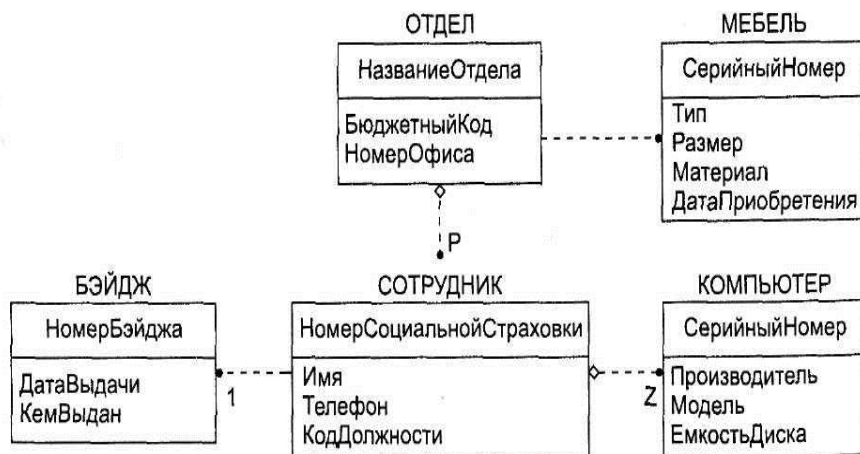 ОТДЕЛ
НазваниеОтдела
БюджетныйКод
НомерОфиса
МЕБЕЛЬ
СерийныйНомер
Тип
Размер
Материал
ДатаПриобретения
P
БЭЙДЖ
НомерБэйджа
ДатаВыдачи
КемВыдан
1
СОТРУДНИК
НомерСоциальнойСтраховки
Имя
Телефон
КодДолжности
Z
КОМПЬЮТЕР
СерийныйНомер
Производитель
Модель
ЕмкостьДиска